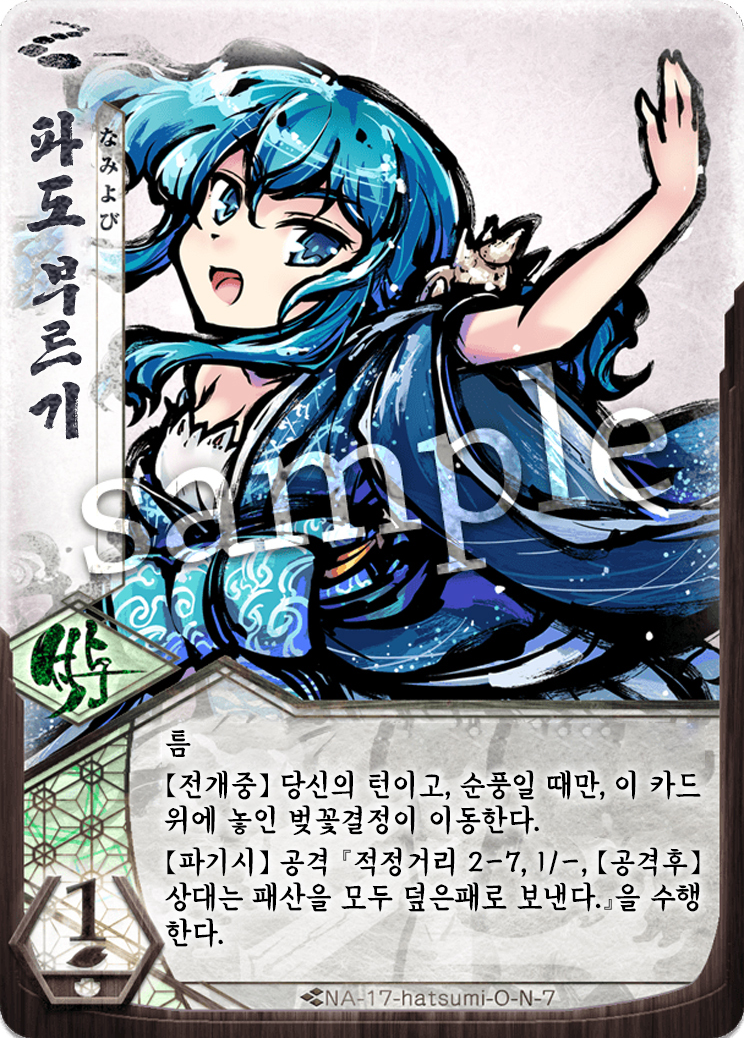 파도 부르기
なみよび
sample
부여
틈
【전개중】 당신의 턴이고, 순풍일 때만, 이 카드
위에 놓인 벚꽃결정이 이동한다.
【파기시】 공격 『적정거리 2-7, 1/-, 【공격후】
상대는 패산을 모두 덮은패로 보낸다.』을 수행
한다.
1
NA-17-hatsumi-O-N-7